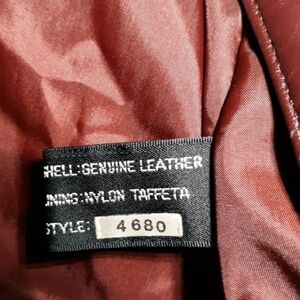 HELL:GENUINE LEATHER
INING:NYLON TAFFETA
STYLE: 4680